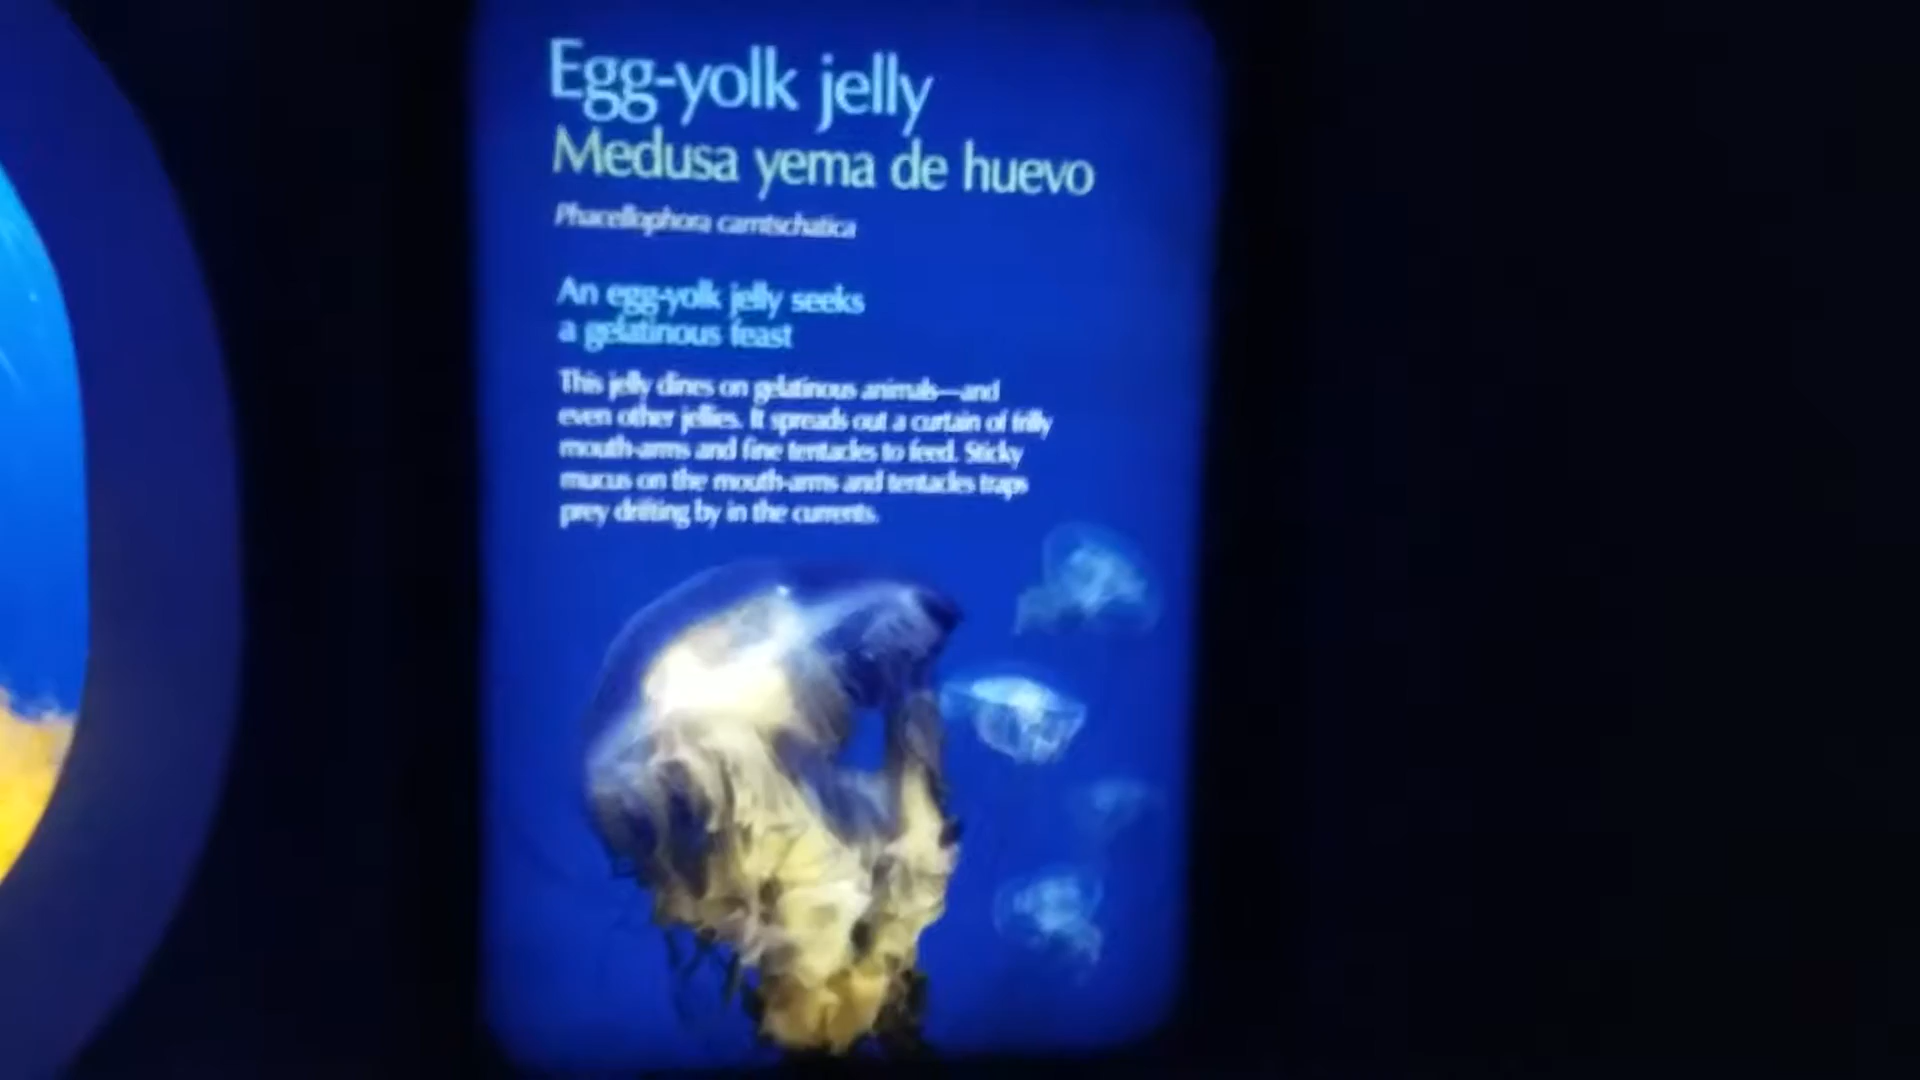 Egg-yolk jelly
Medusa yema de huevo
Phacellophora camtschatica
An egg-yolk jelly seeks
a gelatinous feast
This jelly dines on gelatinous animals—and
even other jellies. It spreads out a curtain of frilly
mouth-arms and fine tentacles to feed. Sticky
mucus on the mouth-arms and tentacles traps
prey drifting by in the currents.